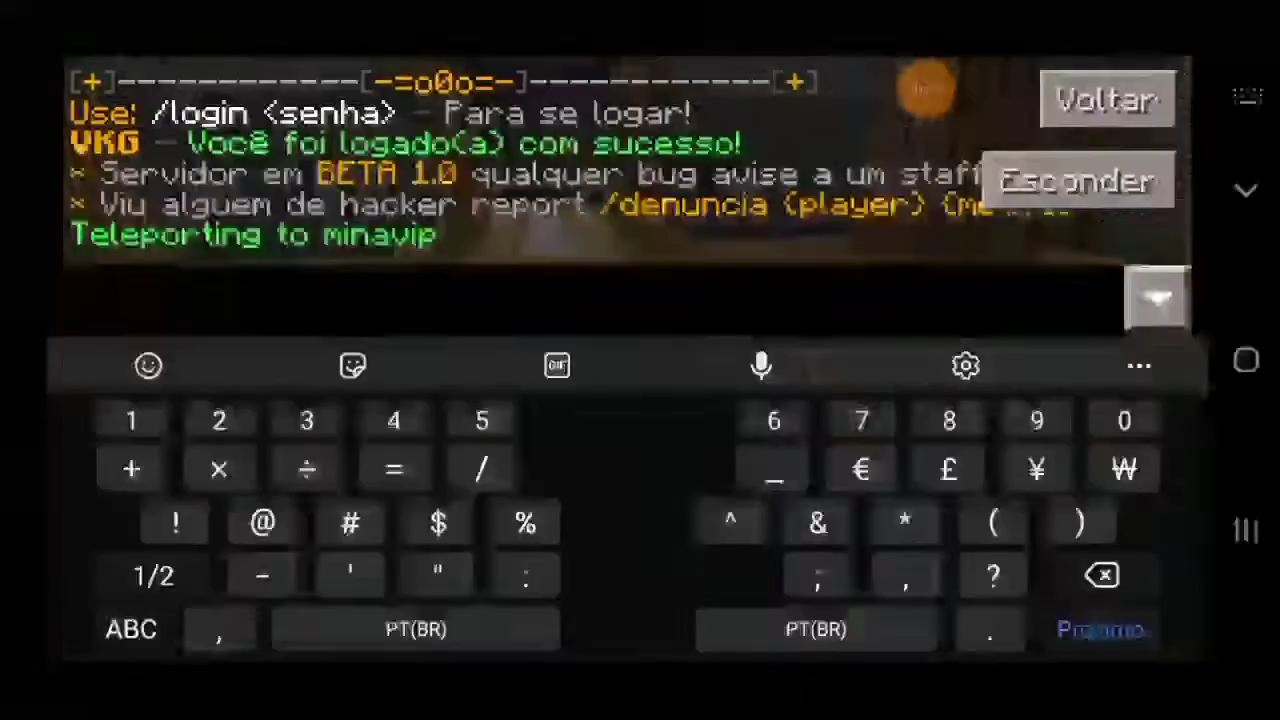 [+]-------------[-=o0o=-]-------------[+]
Voltar
Use: /login <senha> - Para se logar!
VKG - Você foi logado(a) com sucesso!
× Servidor em BETA 1.0 qualquer bug avise a um staff
Esconder
× Viu alguem de hacker report /denuncia (player)
Teleporting to minavip
GIF
...
1 2 3 4 5 6 7 8 9 0
+ × ÷ = / _ € £ ¥ ₩
! @ # $ % ^ & * ( )
1/2 - ' " : ; , ?
ABC , PT(BR) PT(BR) . Próximo